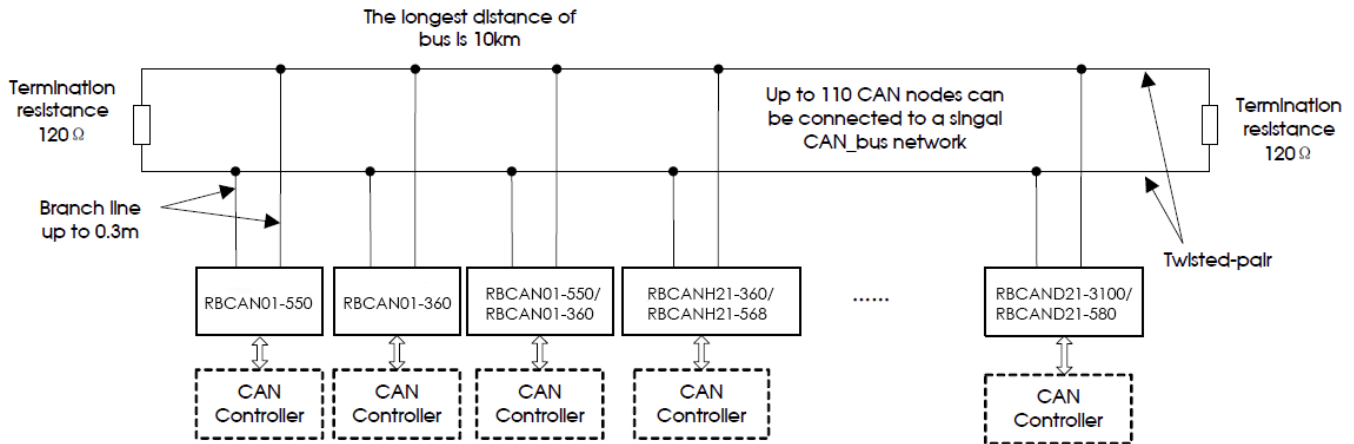 The longest distance of
bus is 10km
Termination
resistance
120Ω
Up to 110 CAN nodes can
be connected to a singal
CAN_bus network
Termination
resistance
120Ω
Branch line
up to 0.3m
Twisted-pair
RBCAN01-550
RBCAN01-360
RBCAN01-550/
RBCAN01-360
RBCANH21-360/
RBCANH21-568
......
RBCAND21-3100/
RBCAND21-580
CAN
Controller
CAN
Controller
CAN
Controller
CAN
Controller
CAN
Controller